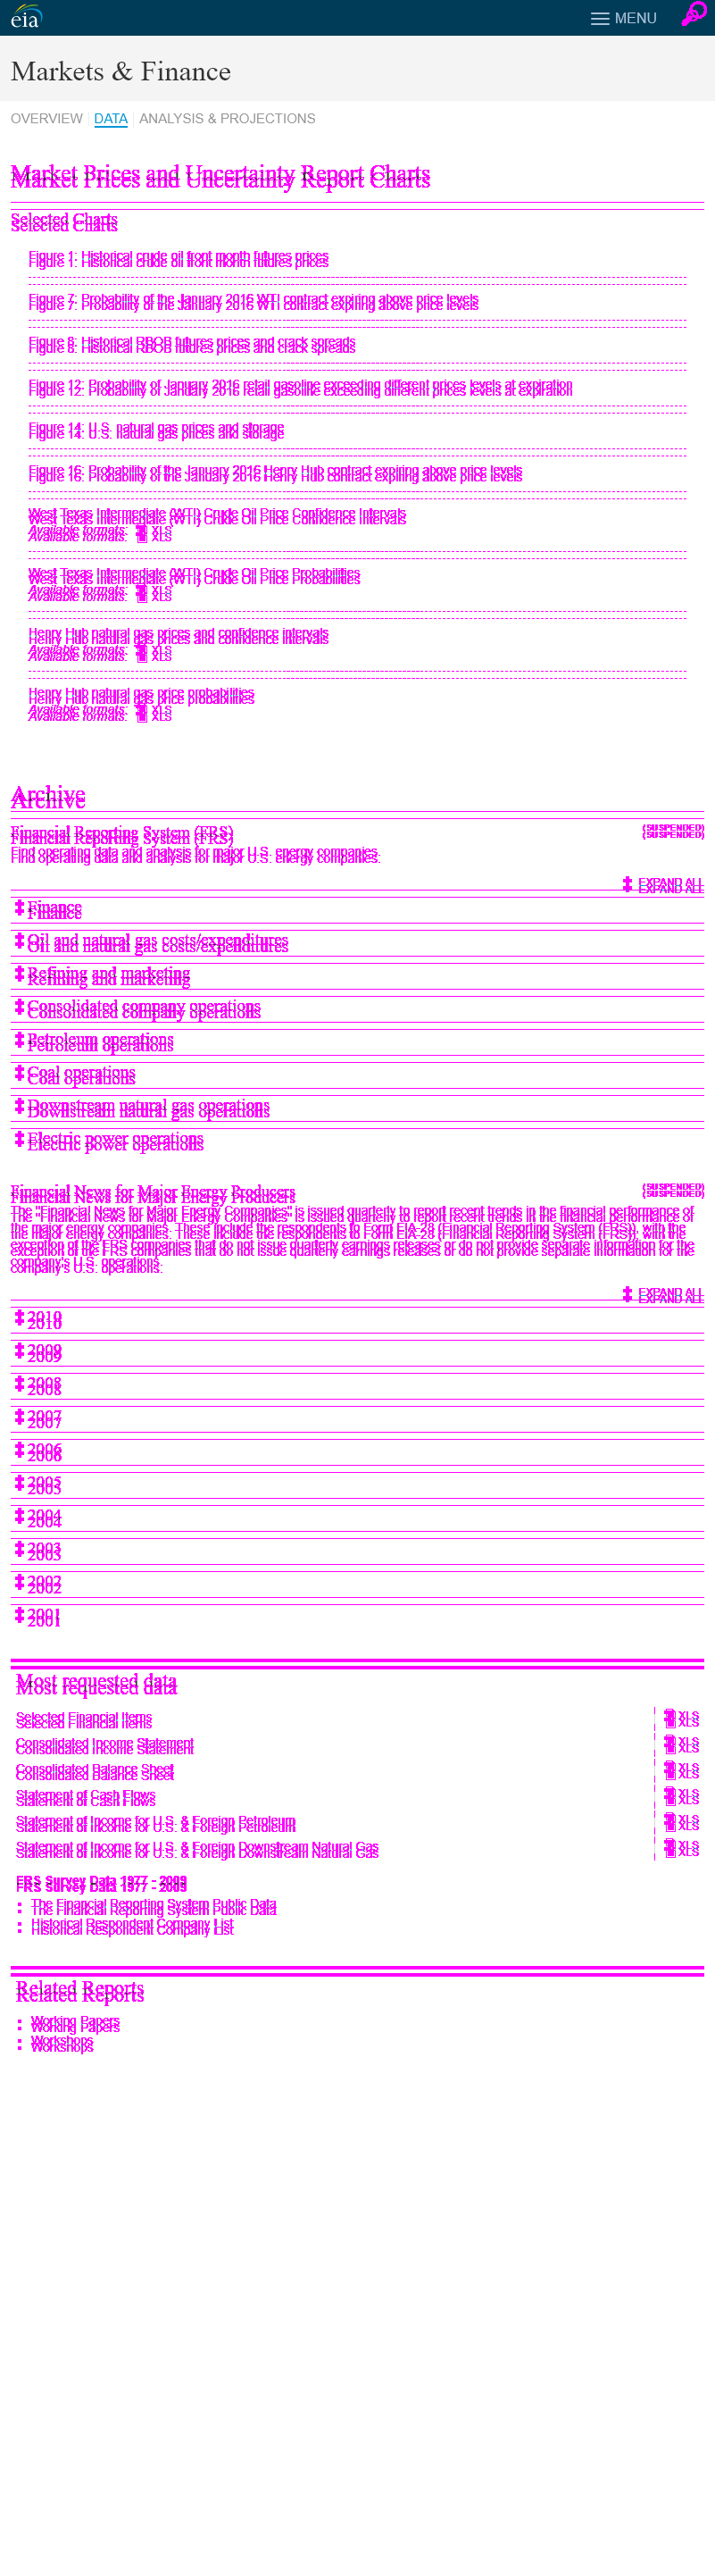 eia
MENU
Markets & Finance
OVERVIEW DATA ANALYSIS & PROJECTIONS
Market Prices and Uncertainty Report Charts
Selected Charts
Figure 1: Historical crude oil front month futures prices
Figure 7: Probability of the January 2016 WTI contract expiring above price levels
Figure 8: Historical RBOB futures prices and crack spreads
Figure 12: Probability of January 2016 retail gasoline exceeding different prices levels at expiration
Figure 14: U.S. natural gas prices and storage
Figure 16: Probability of the January 2016 Henry Hub contract expiring above price levels
West Texas Intermediate (WTI) Crude Oil Price Confidence Intervals
Available formats: XLS
West Texas Intermediate (WTI) Crude Oil Price Probabilities
Available formats: XLS
Henry Hub natural gas prices and confidence intervals
Available formats: XLS
Henry Hub natural gas price probabilities
Available formats: XLS
Archive
Financial Reporting System (FRS) (SUSPENDED)
Find operating data and analysis for major U.S. energy companies.
EXPAND ALL
Finance
Oil and natural gas costs/expenditures
Refining and marketing
Consolidated company operations
Petroleum operations
Coal operations
Downstream natural gas operations
Electric power operations
Financial News for Major Energy Producers (SUSPENDED)
The "Financial News for Major Energy Companies" is issued quarterly to report recent trends in the financial performance of
the major energy companies. These include the respondents to Form EIA-28 (Financial Reporting System (FRS)), with the
exception of the FRS companies that do not issue quarterly earnings releases or do not provide separate information for the
company's U.S. operations.
EXPAND ALL
2010
2009
2008
2007
2006
2005
2004
2003
2002
2001
Most requested data
Selected Financial Items XLS
Consolidated Income Statement XLS
Consolidated Balance Sheet XLS
Statement of Cash Flows XLS
Statement of Income for U.S. & Foreign Petroleum XLS
Statement of Income for U.S. & Foreign Downstream Natural Gas XLS
FRS Survey Data 1977 - 2009
The Financial Reporting System Public Data
Historical Respondent Company List
Related Reports
Working Papers
Workshops